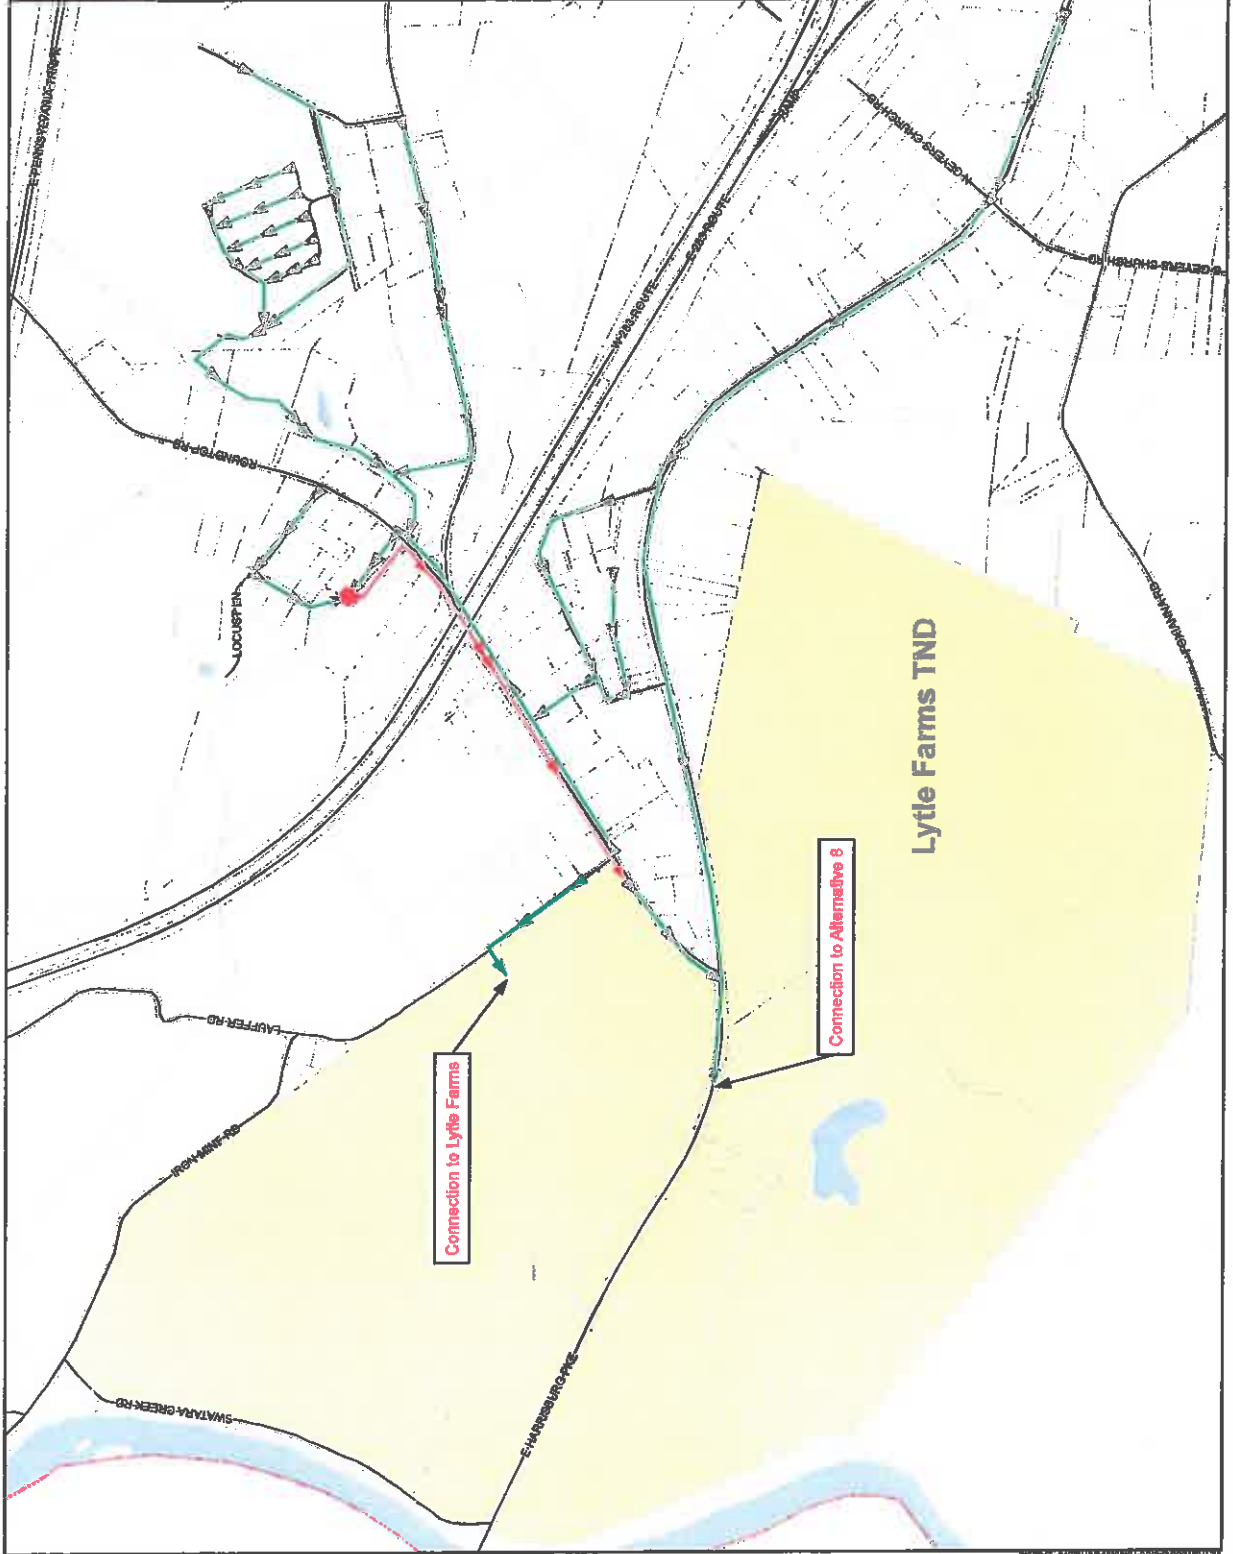 E-PENNSYLVANIA-TRNPK
ROUNDTOP-RD
LOCUST-LN
W-283-ROUTE
E-283-ROUTE
RAMP
N-GEYERS-CHURCH-RD
S-GEYERS-CHURCH-RD
Lytle Farms TND
LAUFFER-RD
IRON-MINE-RD
SWATARA-CREEK-RD
E-HARRISBURG-PIKE
Connection to Lytle Farms
Connection to Alternative 8